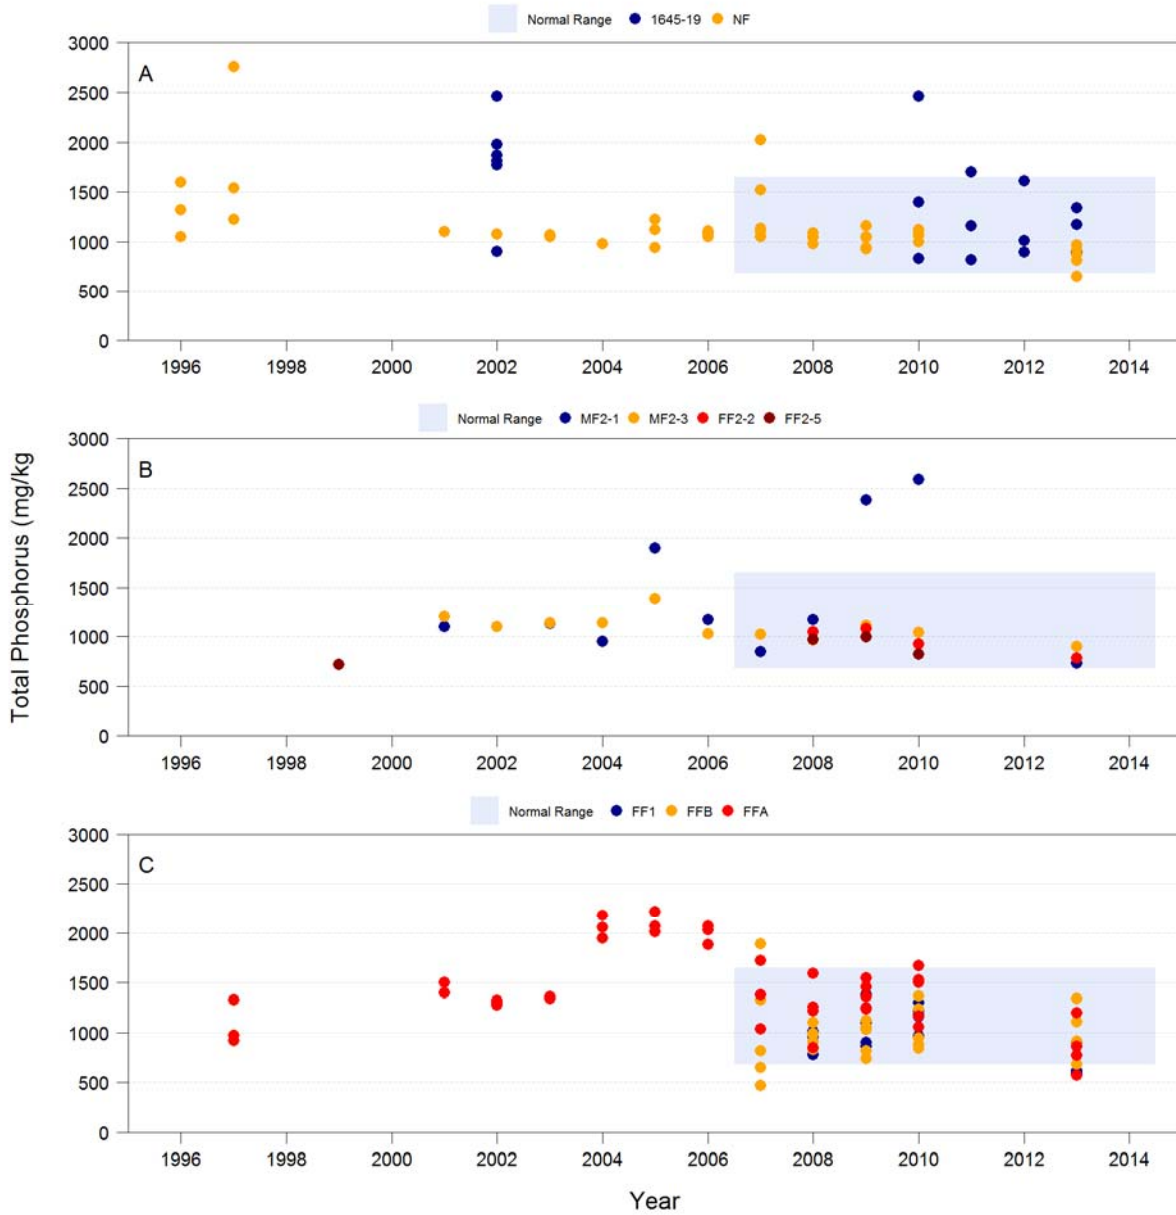 Normal Range 1645-19 NF
A
3000
2500
2000
1500
1000
500
0
1996 1998 2000 2002 2004 2006 2008 2010 2012 2014
Normal Range MF2-1 MF2-3 FF2-2 FF2-5
B
3000
2500
2000
1500
1000
500
0
1996 1998 2000 2002 2004 2006 2008 2010 2012 2014
Total Phosphorus (mg/kg)
Normal Range FF1 FFB FFA
C
3000
2500
2000
1500
1000
500
0
1996 1998 2000 2002 2004 2006 2008 2010 2012 2014
Year